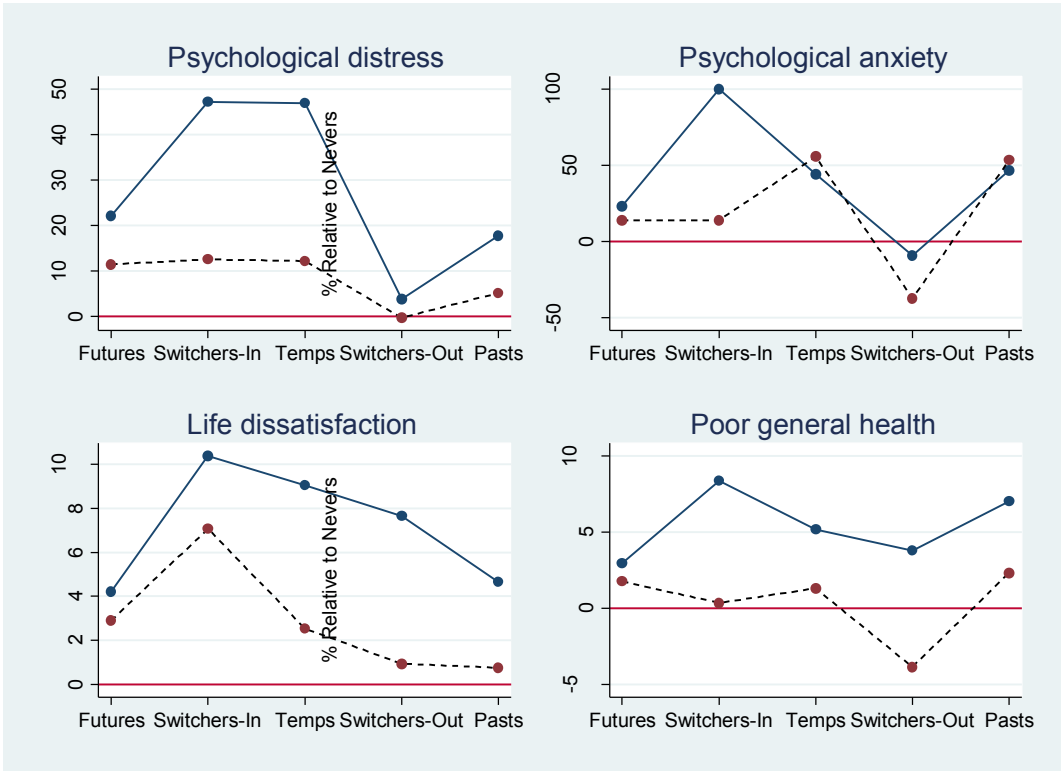 Psychological distress
50
40
30
20
10
0
% Relative to Nevers
Futures Switchers-In Temps Switchers-Out Pasts
Psychological anxiety
100
50
0
-50
Futures Switchers-In Temps Switchers-Out Pasts
Life dissatisfaction
10
8
6
4
2
0
% Relative to Nevers
Futures Switchers-In Temps Switchers-Out Pasts
Poor general health
10
5
0
-5
Futures Switchers-In Temps Switchers-Out Pasts